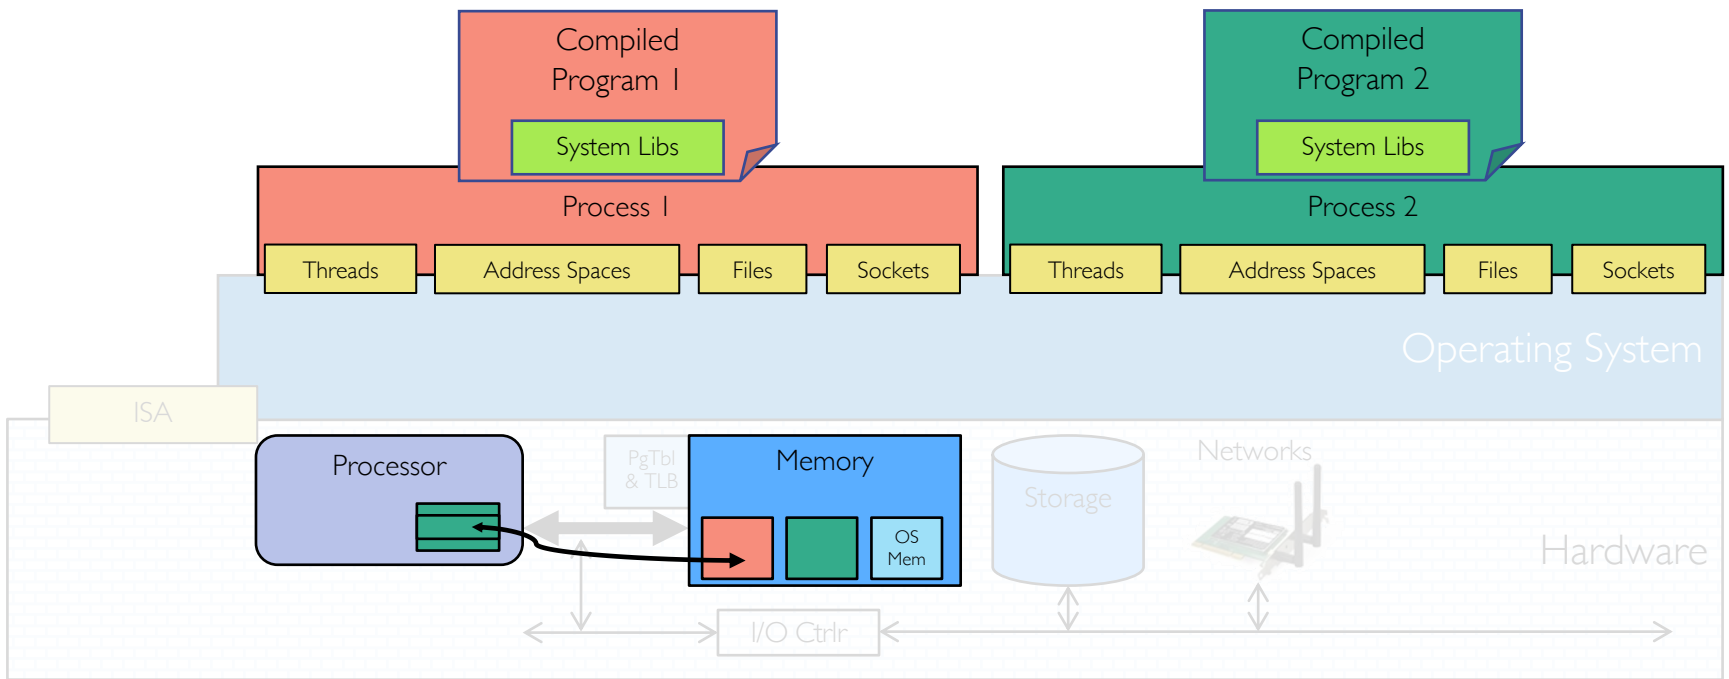 Compiled
Program 1
System Libs
Compiled
Program 2
System Libs
Process 1
Process 2
Threads
Address Spaces
Files
Sockets
Threads
Address Spaces
Files
Sockets
Operating System
ISA
Processor
PgTbl
& TLB
Memory
OS
Mem
Storage
Networks
Hardware
I/O Ctrlr